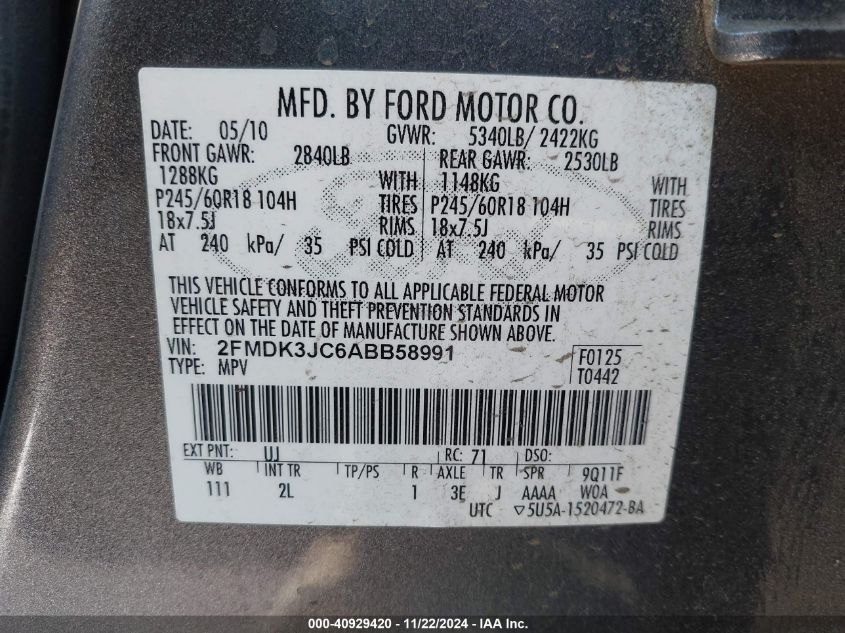 MFD. BY FORD MOTOR CO.
DATE: 05/10 GVWR: 5340LB/ 2422KG
FRONT GAWR: 2840LB REAR GAWR: 2530LB
1288KG WITH 1148KG WITH
P245/60R18 104H TIRES P245/60R18 104H TIRES
18x7.5J RIMS 18x7.5J RIMS
AT 240 kPa/ 35 PSI COLD AT 240 kPa/ 35 PSI COLD
THIS VEHICLE CONFORMS TO ALL APPLICABLE FEDERAL MOTOR
VEHICLE SAFETY AND THEFT PREVENTION STANDARDS IN
EFFECT ON THE DATE OF MANUFACTURE SHOWN ABOVE.
VIN: 2FMDK3JC6ABB58991 F0125
TYPE: MPV T0442
EXT PNT: UJ RC: 71 DSO:
WB INT TR TP/PS R AXLE TR SPR 9Q11F
111 2L 1 3E J AAAA W0A
UTC ▽5U5A-1520472-BA
000-40929420 - 11/22/2024 - IAA Inc.